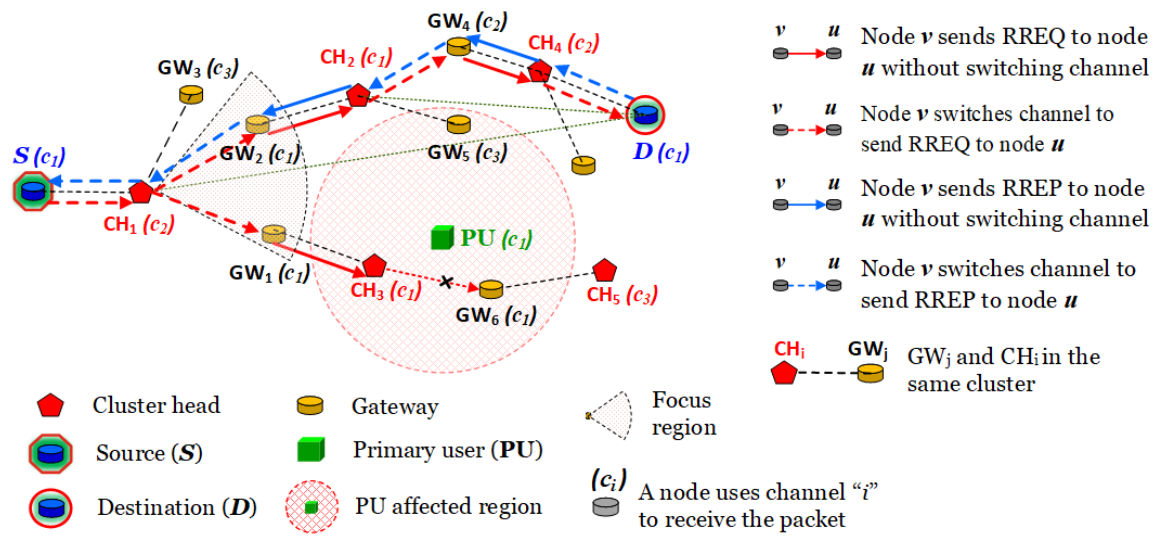 GW₄ (c₂)
CH₄ (c₂)
CH₂ (c₁)
GW₃ (c₃)
GW₂ (c₁)
GW₅ (c₃)
D (c₁)
S (c₁)
CH₁ (c₂)
PU (c₁)
GW₁ (c₁)
CH₃ (c₁)
GW₆ (c₁)
CH₅ (c₃)
v u
Node v sends RREQ to node
u without switching channel
v u
Node v switches channel to
send RREQ to node u
v u
Node v sends RREP to node
u without switching channel
v u
Node v switches channel to
send RREP to node u
CHᵢ GWⱼ
GWⱼ and CHᵢ in the
same cluster
Cluster head
Gateway
Focus
region
Source (S)
Primary user (PU)
Destination (D)
PU affected region
(cᵢ)
A node uses channel “i”
to receive the packet